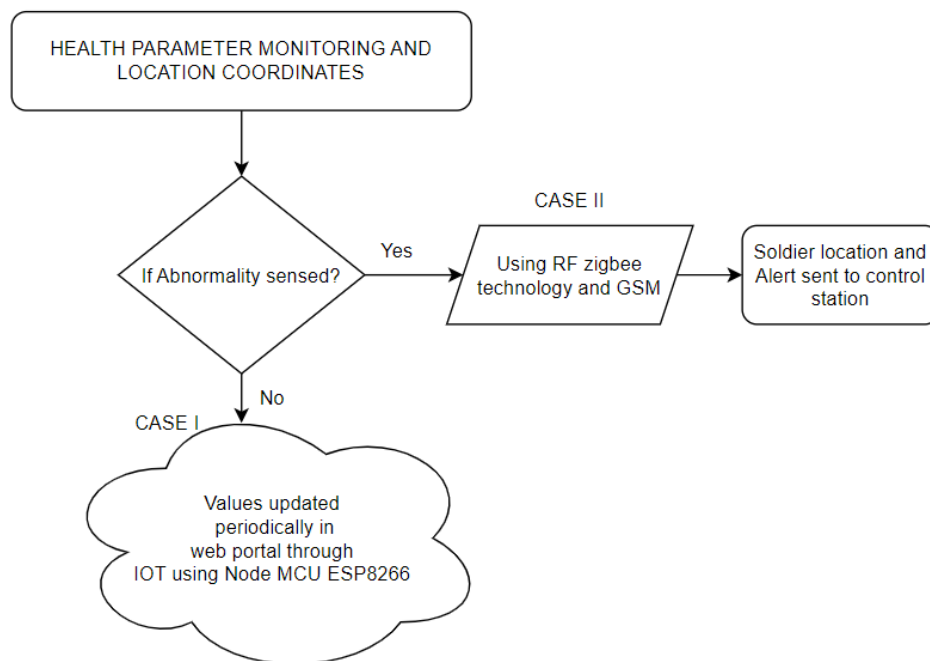 HEALTH PARAMETER MONITORING AND
LOCATION COORDINATES
If Abnormality sensed?
Yes
CASE II
Using RF zigbee
technology and GSM
Soldier location and
Alert sent to control
station
No
CASE I
Values updated
periodically in
web portal through
IOT using Node MCU ESP8266